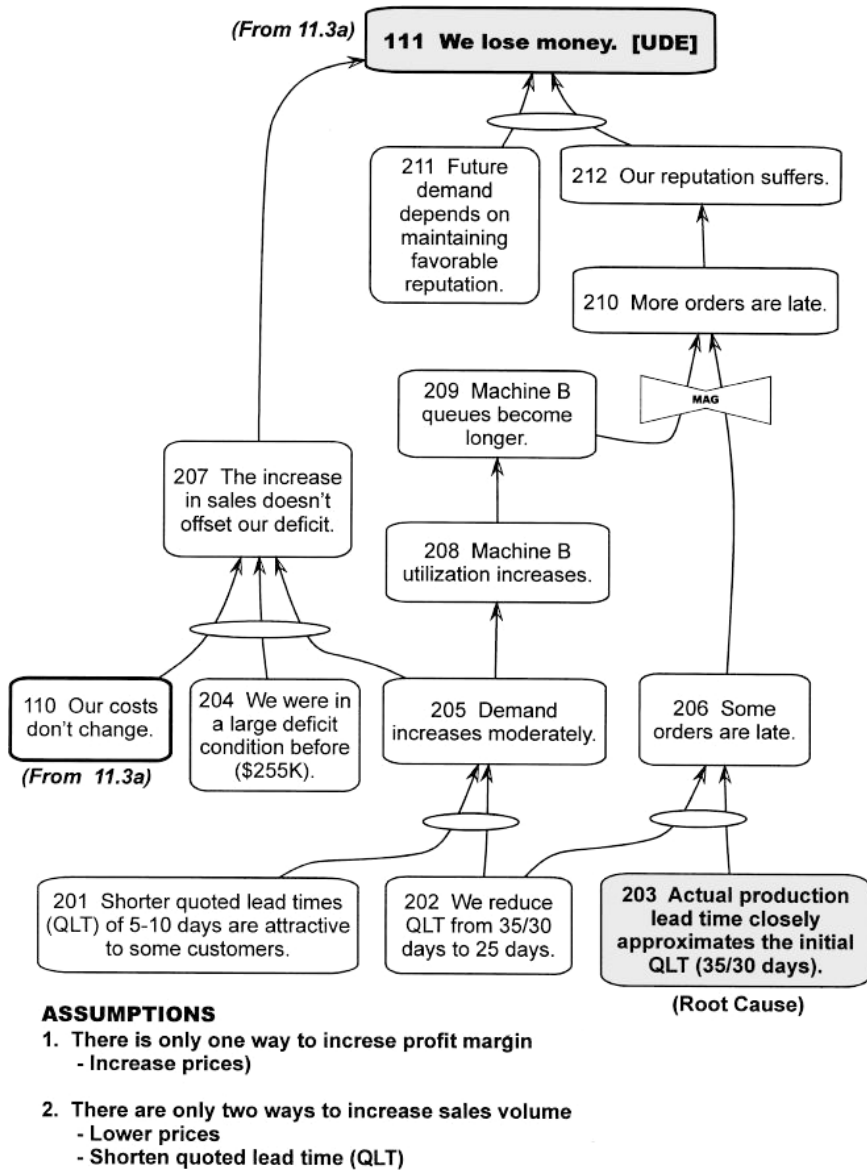 (From 11.3a)
111 We lose money. [UDE]
211 Future
demand
depends on
maintaining
favorable
reputation.
212 Our reputation suffers.
210 More orders are late.
209 Machine B
queues become
longer.
MAG
207 The increase
in sales doesn't
offset our deficit.
208 Machine B
utilization increases.
110 Our costs
don't change.
(From 11.3a)
204 We were in
a large deficit
condition before
($255K).
205 Demand
increases moderately.
206 Some
orders are late.
201 Shorter quoted lead times
(QLT) of 5-10 days are attractive
to some customers.
202 We reduce
QLT from 35/30
days to 25 days.
203 Actual production
lead time closely
approximates the initial
QLT (35/30 days).
(Root Cause)
ASSUMPTIONS
1. There is only one way to increse profit margin
- Increase prices)
2. There are only two ways to increase sales volume
- Lower prices
- Shorten quoted lead time (QLT)